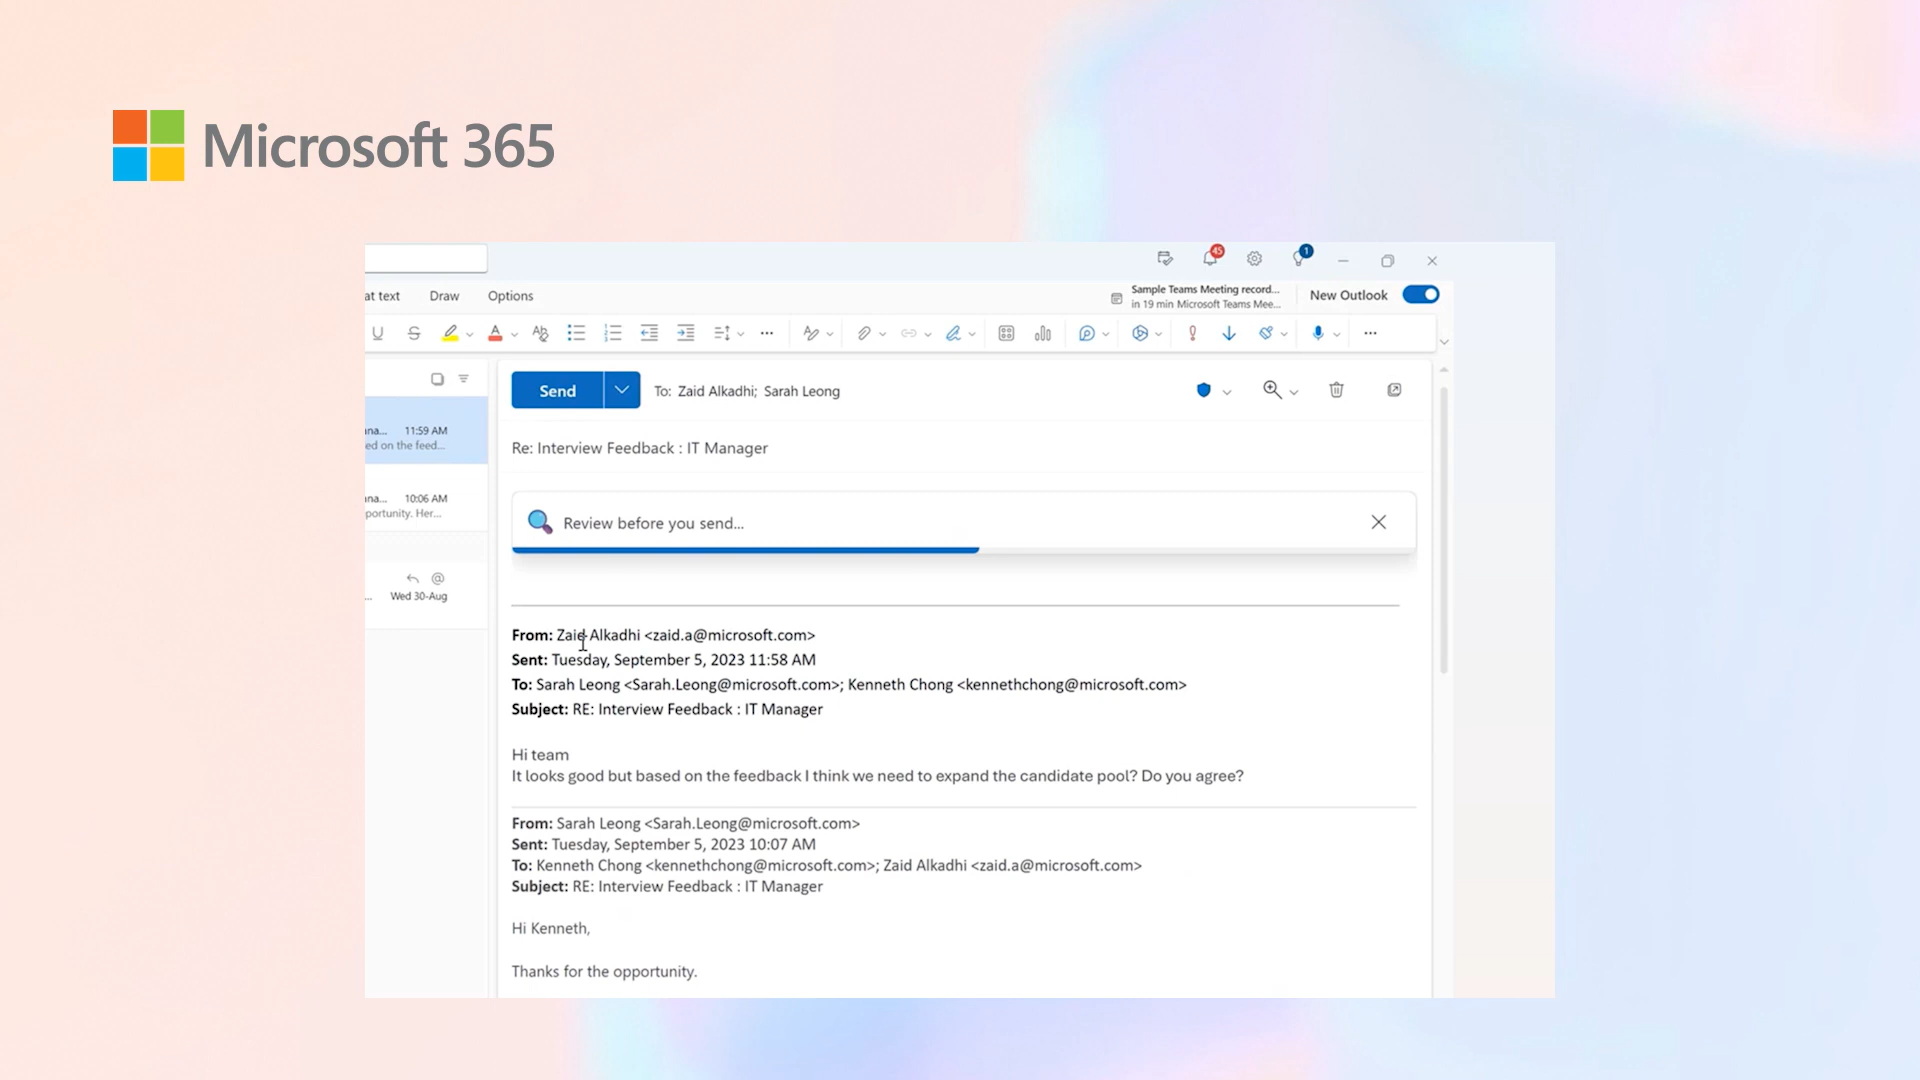 Microsoft 365
45
1
at text Draw Options
Sample Teams Meeting record...
in 19 min Microsoft Teams Mee...
New Outlook
Send
To: Zaid Alkadhi; Sarah Leong
ına... 11:59 AM
ed on the feed...
Re: Interview Feedback : IT Manager
ına... 10:06 AM
portunity. Her...
Review before you send...
... Wed 30-Aug
From: Zaid Alkadhi <zaid.a@microsoft.com>
Sent: Tuesday, September 5, 2023 11:58 AM
To: Sarah Leong <Sarah.Leong@microsoft.com>; Kenneth Chong <kennethchong@microsoft.com>
Subject: RE: Interview Feedback : IT Manager
Hi team
It looks good but based on the feedback I think we need to expand the candidate pool? Do you agree?
From: Sarah Leong <Sarah.Leong@microsoft.com>
Sent: Tuesday, September 5, 2023 10:07 AM
To: Kenneth Chong <kennethchong@microsoft.com>; Zaid Alkadhi <zaid.a@microsoft.com>
Subject: RE: Interview Feedback : IT Manager
Hi Kenneth,
Thanks for the opportunity.